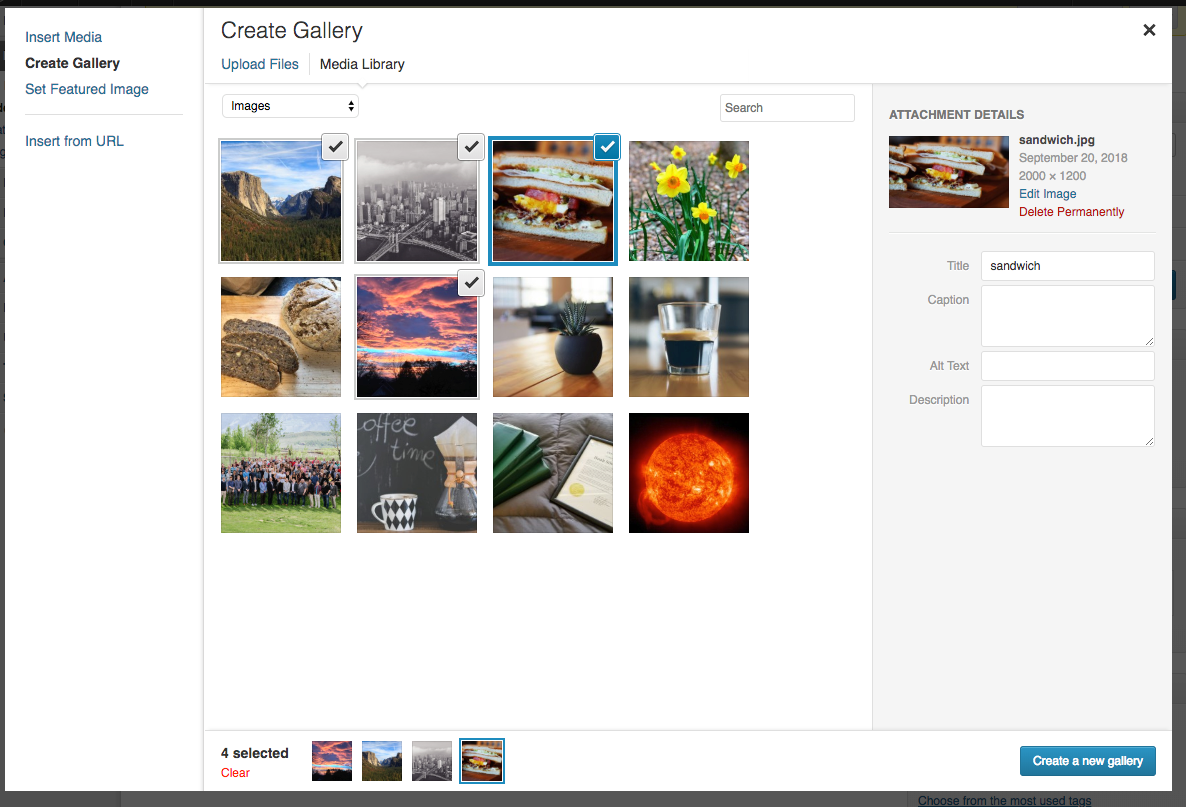 Insert Media
Create Gallery
Set Featured Image
Insert from URL
Create Gallery
Upload Files
Media Library
Images
Search
coffee
time
ATTACHMENT DETAILS
sandwich.jpg
September 20, 2018
2000 × 1200
Edit Image
Delete Permanently
Title
sandwich
Caption
Alt Text
Description
4 selected
Clear
Create a new gallery
Choose from the most used tags